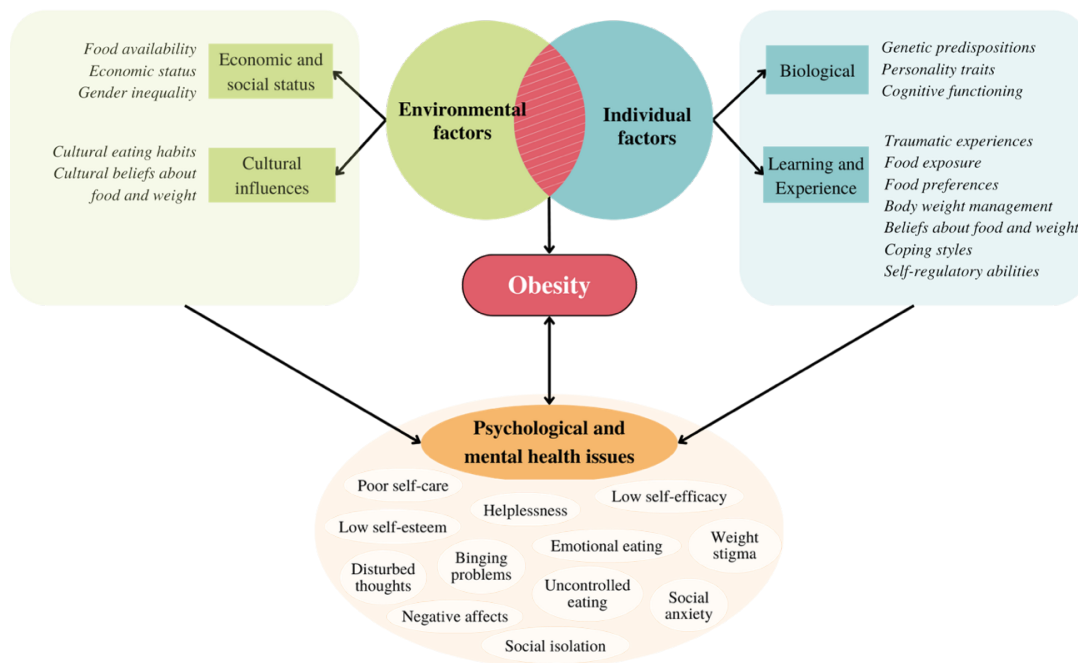 Food availability
Economic status
Gender inequality
Economic and
social status
Cultural eating habits
Cultural beliefs about
food and weight
Cultural
influences
Environmental
factors
Individual
factors
Biological
Genetic predispositions
Personality traits
Cognitive functioning
Learning and
Experience
Traumatic experiences
Food exposure
Food preferences
Body weight management
Beliefs about food and weight
Coping styles
Self-regulatory abilities
Obesity
Psychological and
mental health issues
Poor self-care
Helplessness
Low self-efficacy
Low self-esteem
Emotional eating
Weight
stigma
Disturbed
thoughts
Binging
problems
Uncontrolled
eating
Social
anxiety
Negative affects
Social isolation